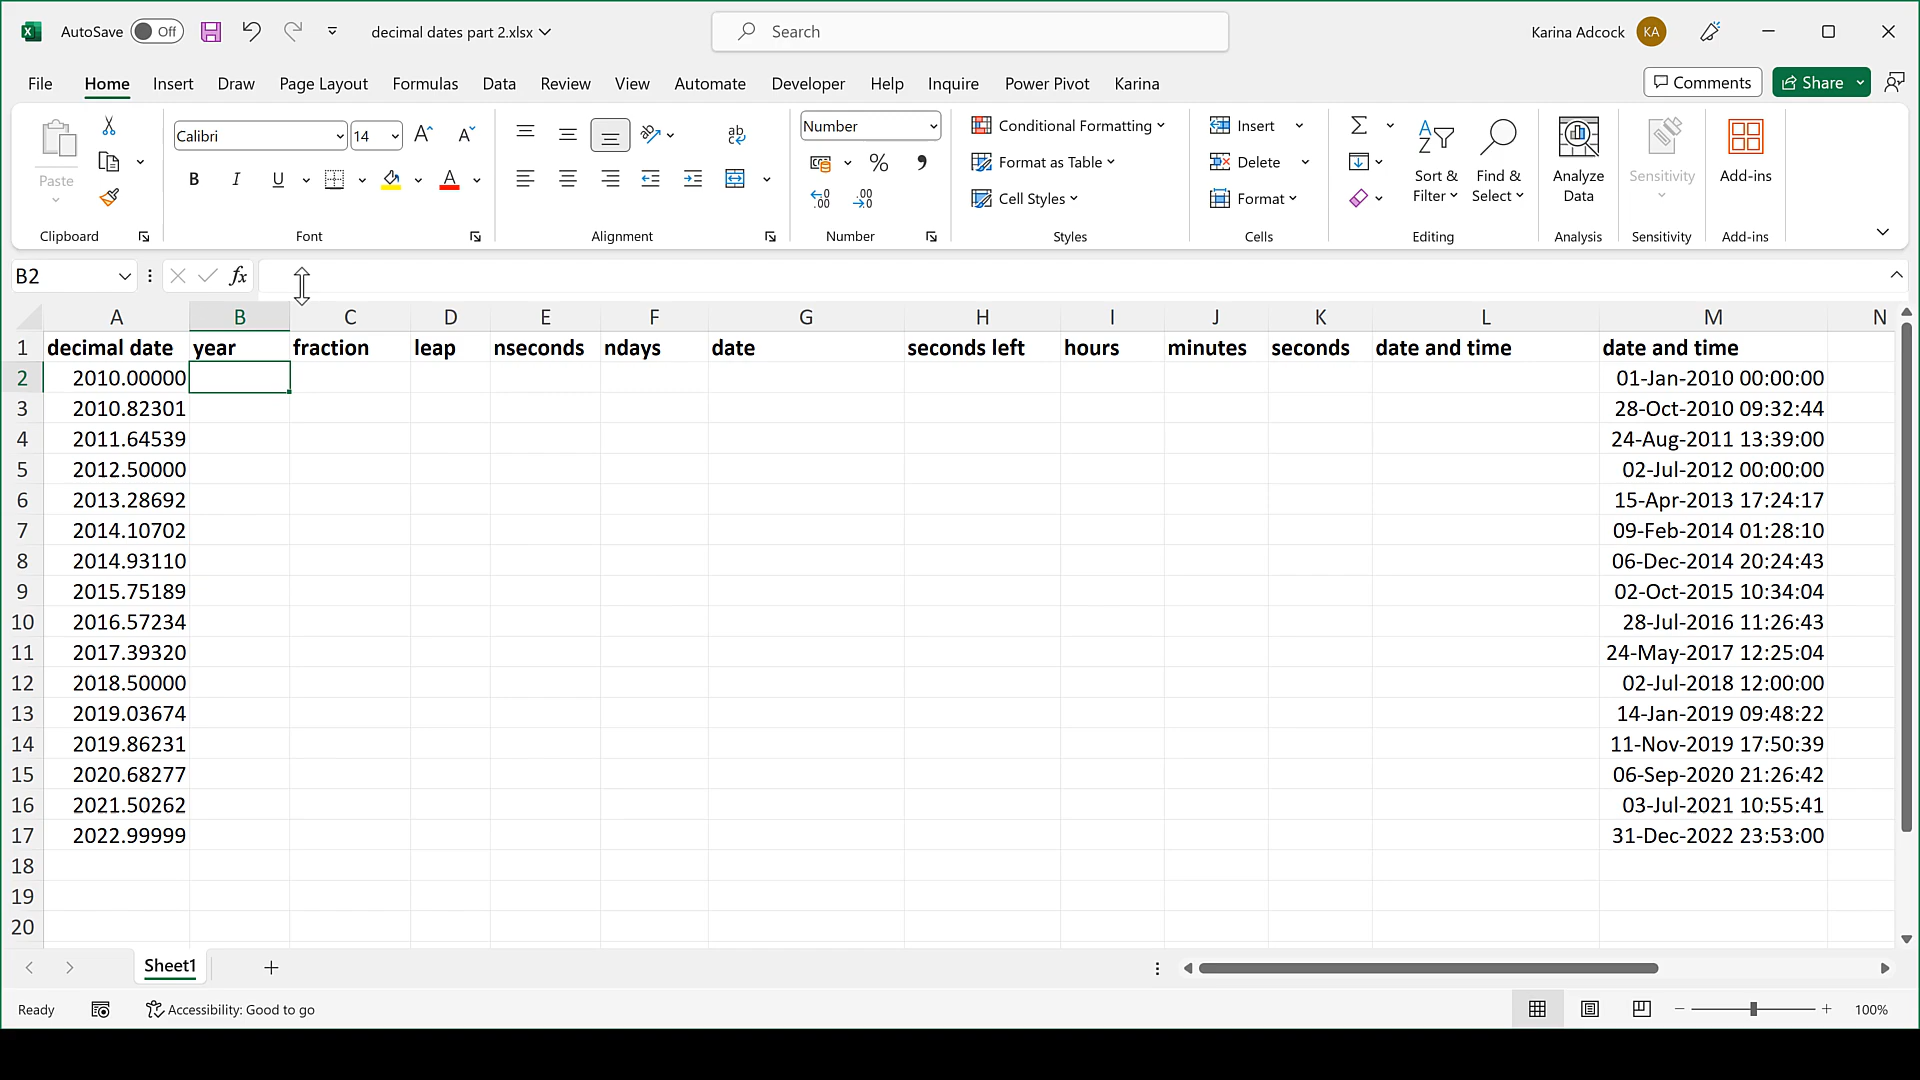 AutoSave Off decimal dates part 2.xlsx Search Karina Adcock KA
File Home Insert Draw Page Layout Formulas Data Review View Automate Developer Help Inquire Power Pivot Karina Comments Share
Paste
Clipboard
Calibri 14
B I U A
Font
ab
Alignment
Number
% 9
Number
Conditional Formatting
Format as Table
Cell Styles
Styles
Insert
Delete
Format
Cells
Sort & Filter
Find & Select
Editing
Analyze Data
Analysis
Sensitivity
Sensitivity
Add-ins
Add-ins
B2 fx
A B C D E F G H I J K L M N
1 decimal date year fraction leap nseconds ndays date seconds left hours minutes seconds date and time date and time
2 2010.00000 01-Jan-2010 00:00:00
3 2010.82301 28-Oct-2010 09:32:44
4 2011.64539 24-Aug-2011 13:39:00
5 2012.50000 02-Jul-2012 00:00:00
6 2013.28692 15-Apr-2013 17:24:17
7 2014.10702 09-Feb-2014 01:28:10
8 2014.93110 06-Dec-2014 20:24:43
9 2015.75189 02-Oct-2015 10:34:04
10 2016.57234 28-Jul-2016 11:26:43
11 2017.39320 24-May-2017 12:25:04
12 2018.50000 02-Jul-2018 12:00:00
13 2019.03674 14-Jan-2019 09:48:22
14 2019.86231 11-Nov-2019 17:50:39
15 2020.68277 06-Sep-2020 21:26:42
16 2021.50262 03-Jul-2021 10:55:41
17 2022.99999 31-Dec-2022 23:53:00
18
19
20
Sheet1
Ready Accessibility: Good to go 100%